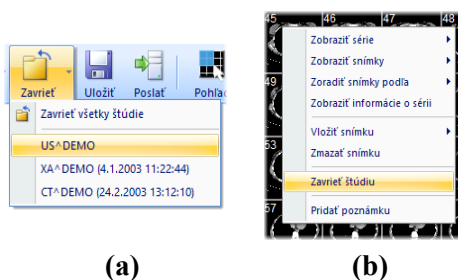 Zavrieť Uložiť Poslať Pohľad
Zavrieť všetky štúdie
US^DEMO
XA^DEMO (4.1.2003 11:22:44)
CT^DEMO (24.2.2003 13:12:10)
(a)
45 46 47 48
Zobraziť série
Zobraziť snímky
49
Zoradiť snímky podľa
Zobraziť informácie o sérii
Vložiť snímku
53
Zmazať snímku
Zavrieť štúdiu
57
Pridať poznámku
(b)